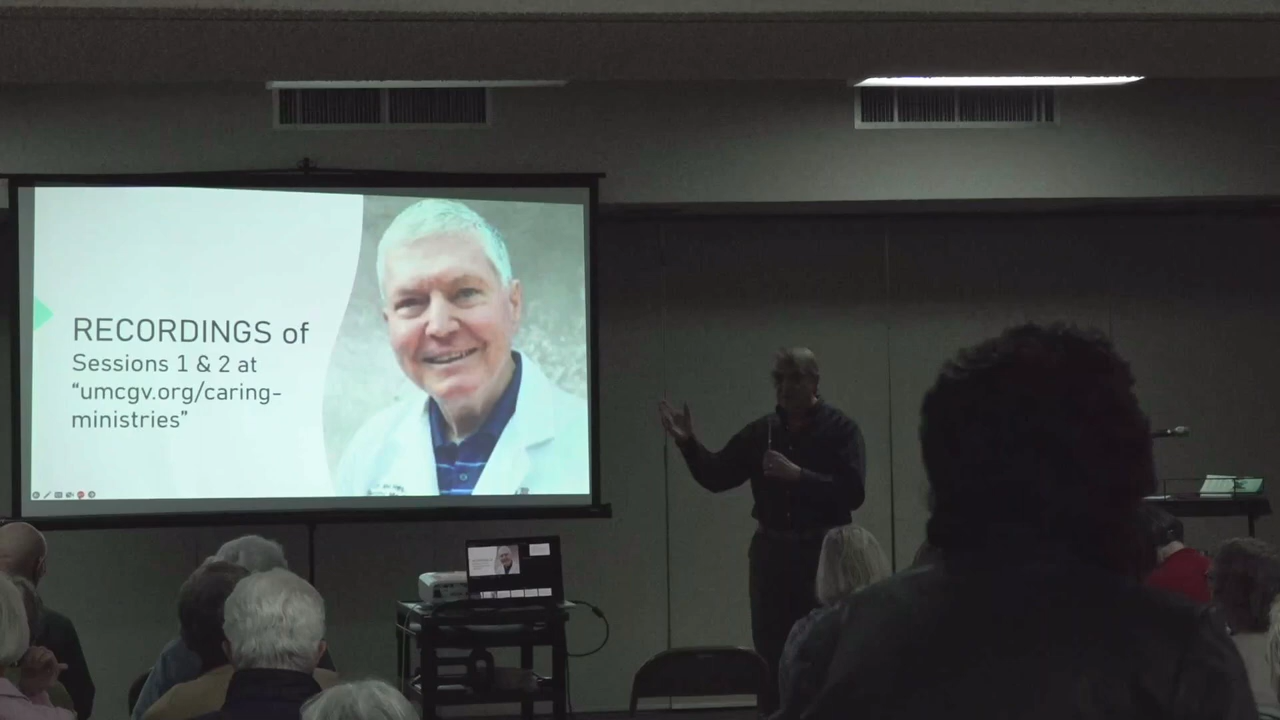 RECORDINGS of
Sessions 1 & 2 at
“umcgv.org/caring-
ministries”